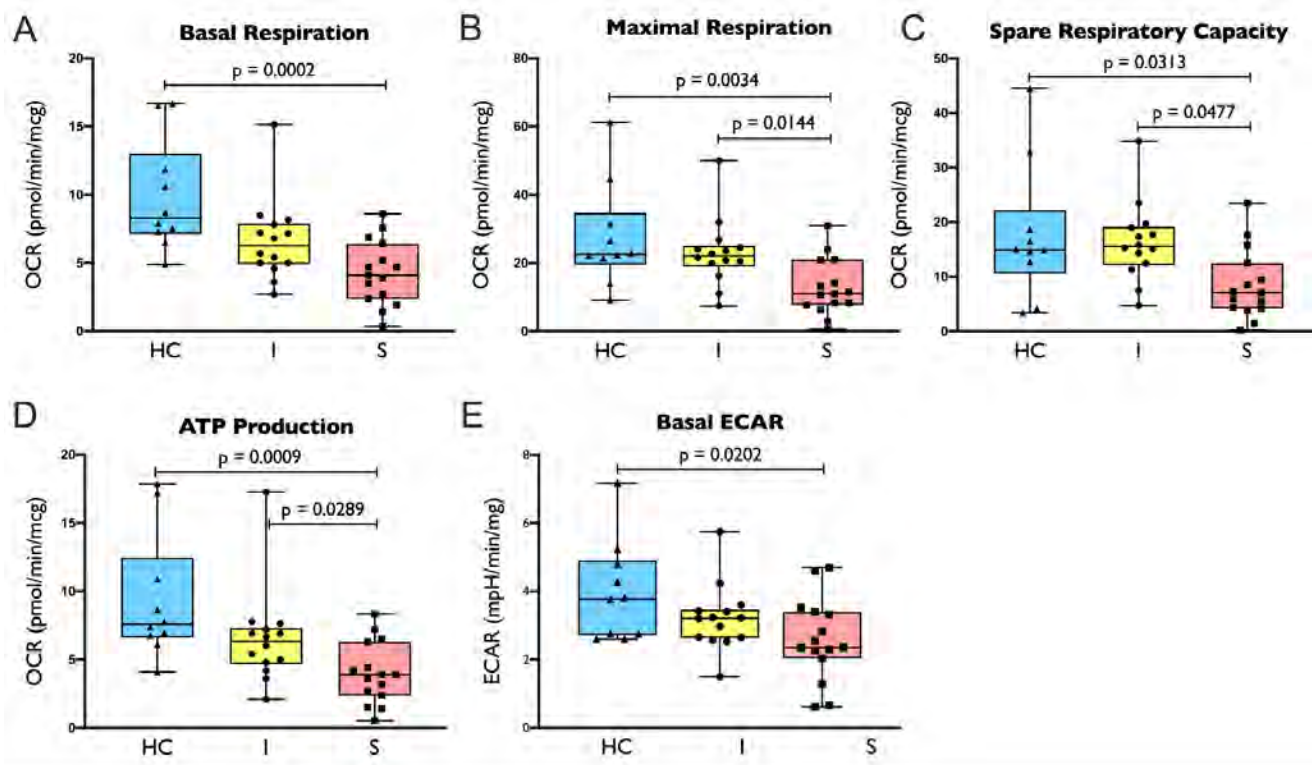 A
Basal Respiration
p = 0.0002
OCR (pmol/min/mcg)
20
15
10
5
0
HC
I
S
B
Maximal Respiration
p = 0.0034
p = 0.0144
OCR (pmol/min/mcg)
80
60
40
20
0
HC
I
S
C
Spare Respiratory Capacity
p = 0.0313
p = 0.0477
OCR (pmol/min/mcg)
50
40
30
20
10
0
HC
I
S
D
ATP Production
p = 0.0009
p = 0.0289
OCR (pmol/min/mcg)
20
15
10
5
0
HC
I
S
E
Basal ECAR
p = 0.0202
ECAR (mpH/min/mg)
8
6
4
2
0
HC
I
S